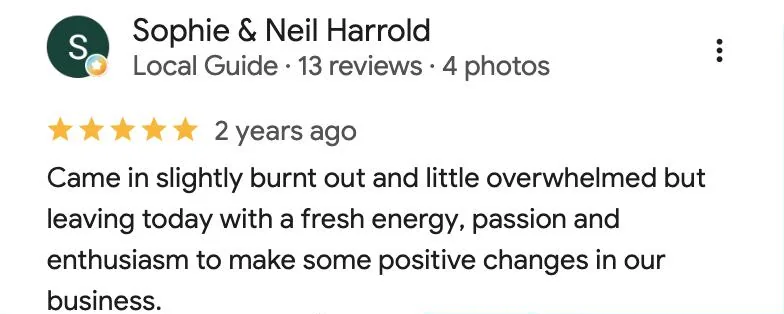 S
Sophie & Neil Harrold
Local Guide · 13 reviews · 4 photos
2 years ago
Came in slightly burnt out and little overwhelmed but
leaving today with a fresh energy, passion and
enthusiasm to make some positive changes in our
business.